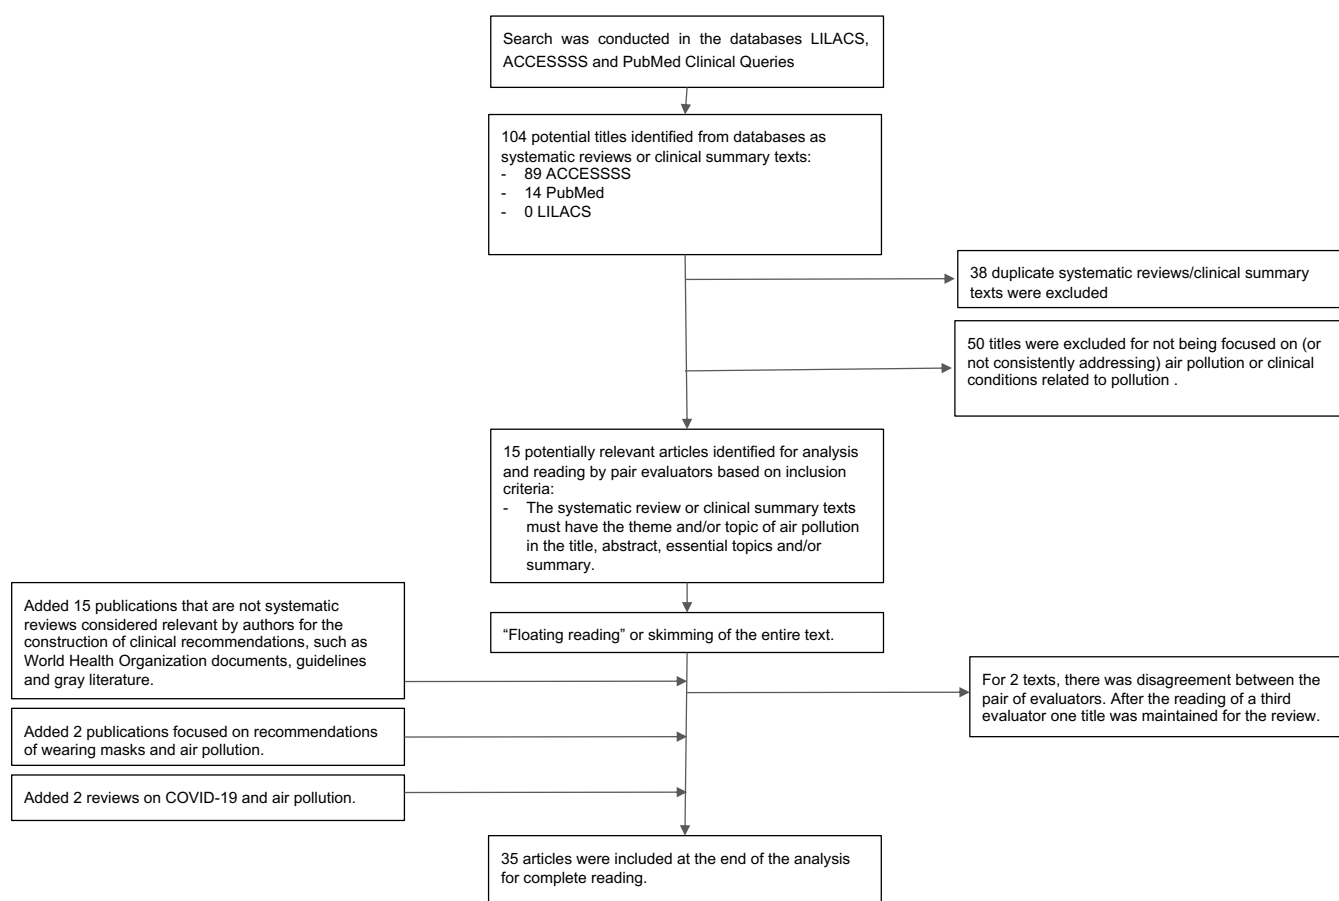 Search was conducted in the databases LILACS,
ACCESSSS and PubMed Clinical Queries
104 potential titles identified from databases as
systematic reviews or clinical summary texts:
- 89 ACCESSSS
- 14 PubMed
- 0 LILACS
38 duplicate systematic reviews/clinical summary
texts were excluded
50 titles were excluded for not being focused on (or
not consistently addressing) air pollution or clinical
conditions related to pollution .
15 potentially relevant articles identified for analysis
and reading by pair evaluators based on inclusion
criteria:
- The systematic review or clinical summary texts
must have the theme and/or topic of air pollution
in the title, abstract, essential topics and/or
summary.
Added 15 publications that are not systematic
reviews considered relevant by authors for the
construction of clinical recommendations, such as
World Health Organization documents, guidelines
and gray literature.
“Floating reading” or skimming of the entire text.
For 2 texts, there was disagreement between the
pair of evaluators. After the reading of a third
evaluator one title was maintained for the review.
Added 2 publications focused on recommendations
of wearing masks and air pollution.
Added 2 reviews on COVID-19 and air pollution.
35 articles were included at the end of the analysis
for complete reading.